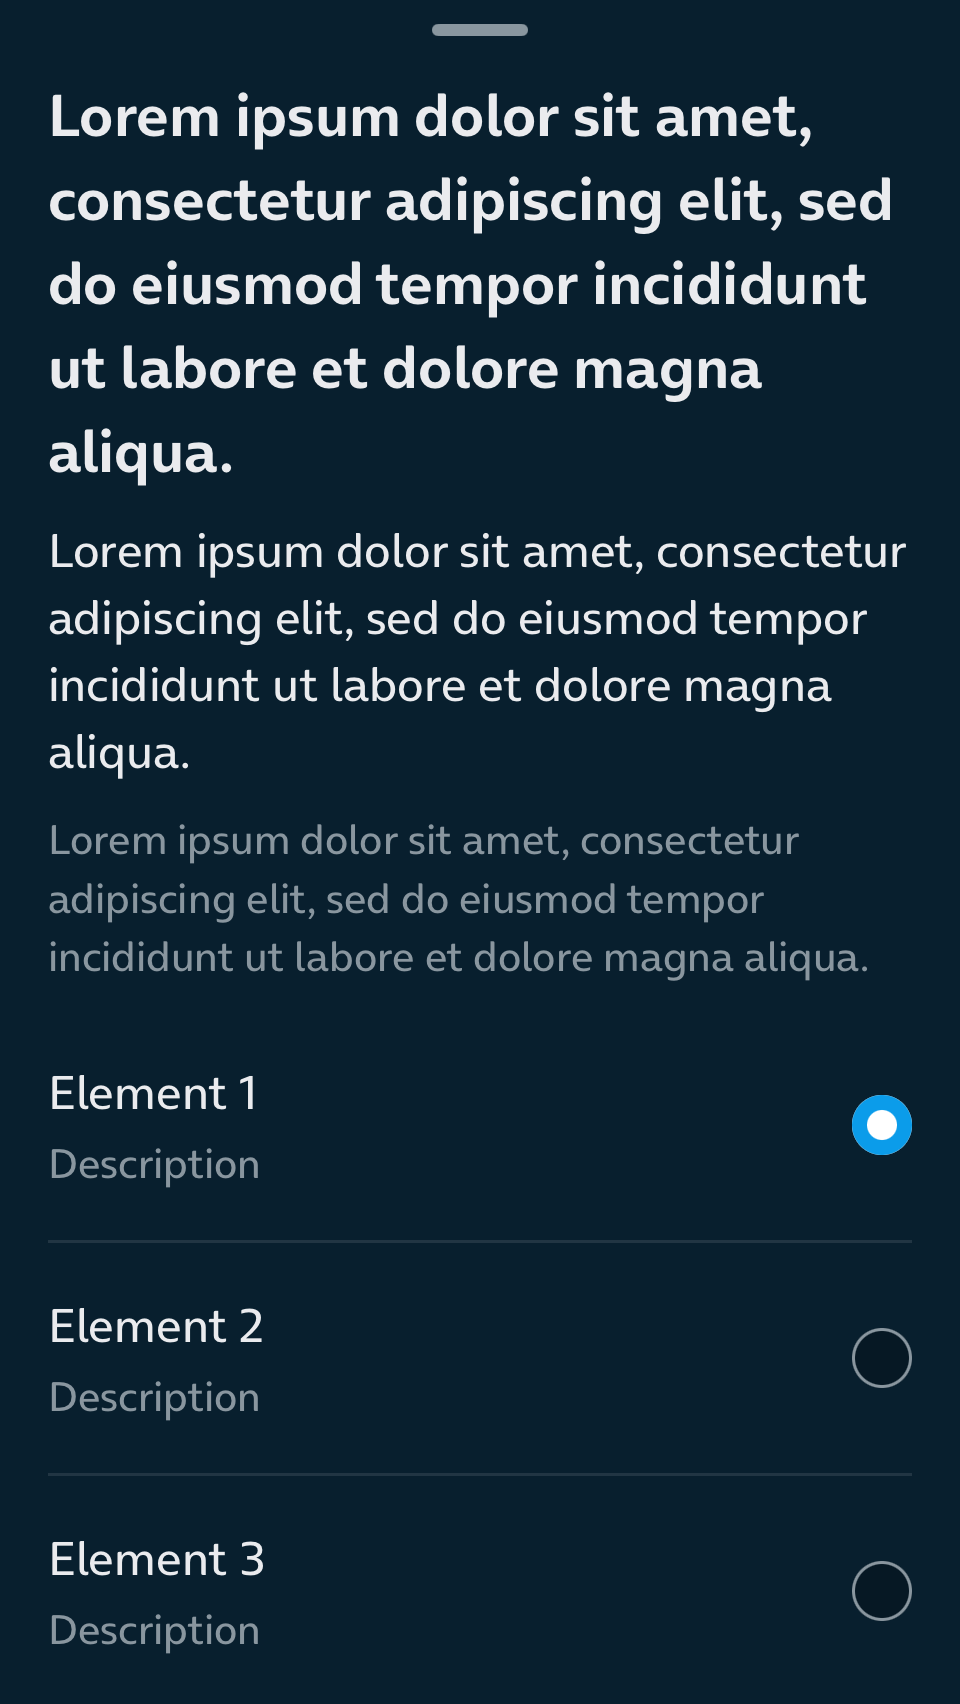 Lorem ipsum dolor sit amet,
consectetur adipiscing elit, sed
do eiusmod tempor incididunt
ut labore et dolore magna
aliqua.
Lorem ipsum dolor sit amet, consectetur
adipiscing elit, sed do eiusmod tempor
incididunt ut labore et dolore magna
aliqua.
Lorem ipsum dolor sit amet, consectetur
adipiscing elit, sed do eiusmod tempor
incididunt ut labore et dolore magna aliqua.
Element 1
Description
Element 2
Description
Element 3
Description